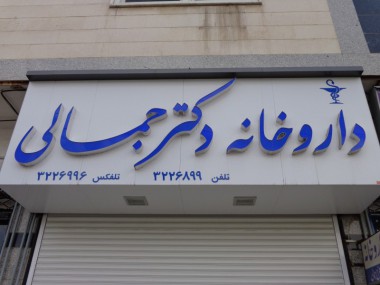 داروخانه دکتر جمالی
تلفن ۳۲۲۶۸۹۹ تلفکس ۳۲۲۶۹۹۶